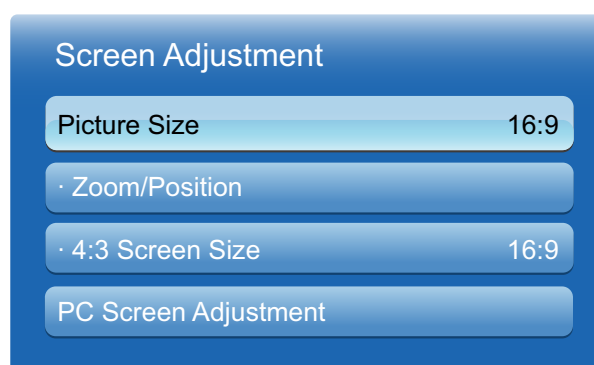 Screen Adjustment
Picture Size 16:9
· Zoom/Position
· 4:3 Screen Size 16:9
PC Screen Adjustment